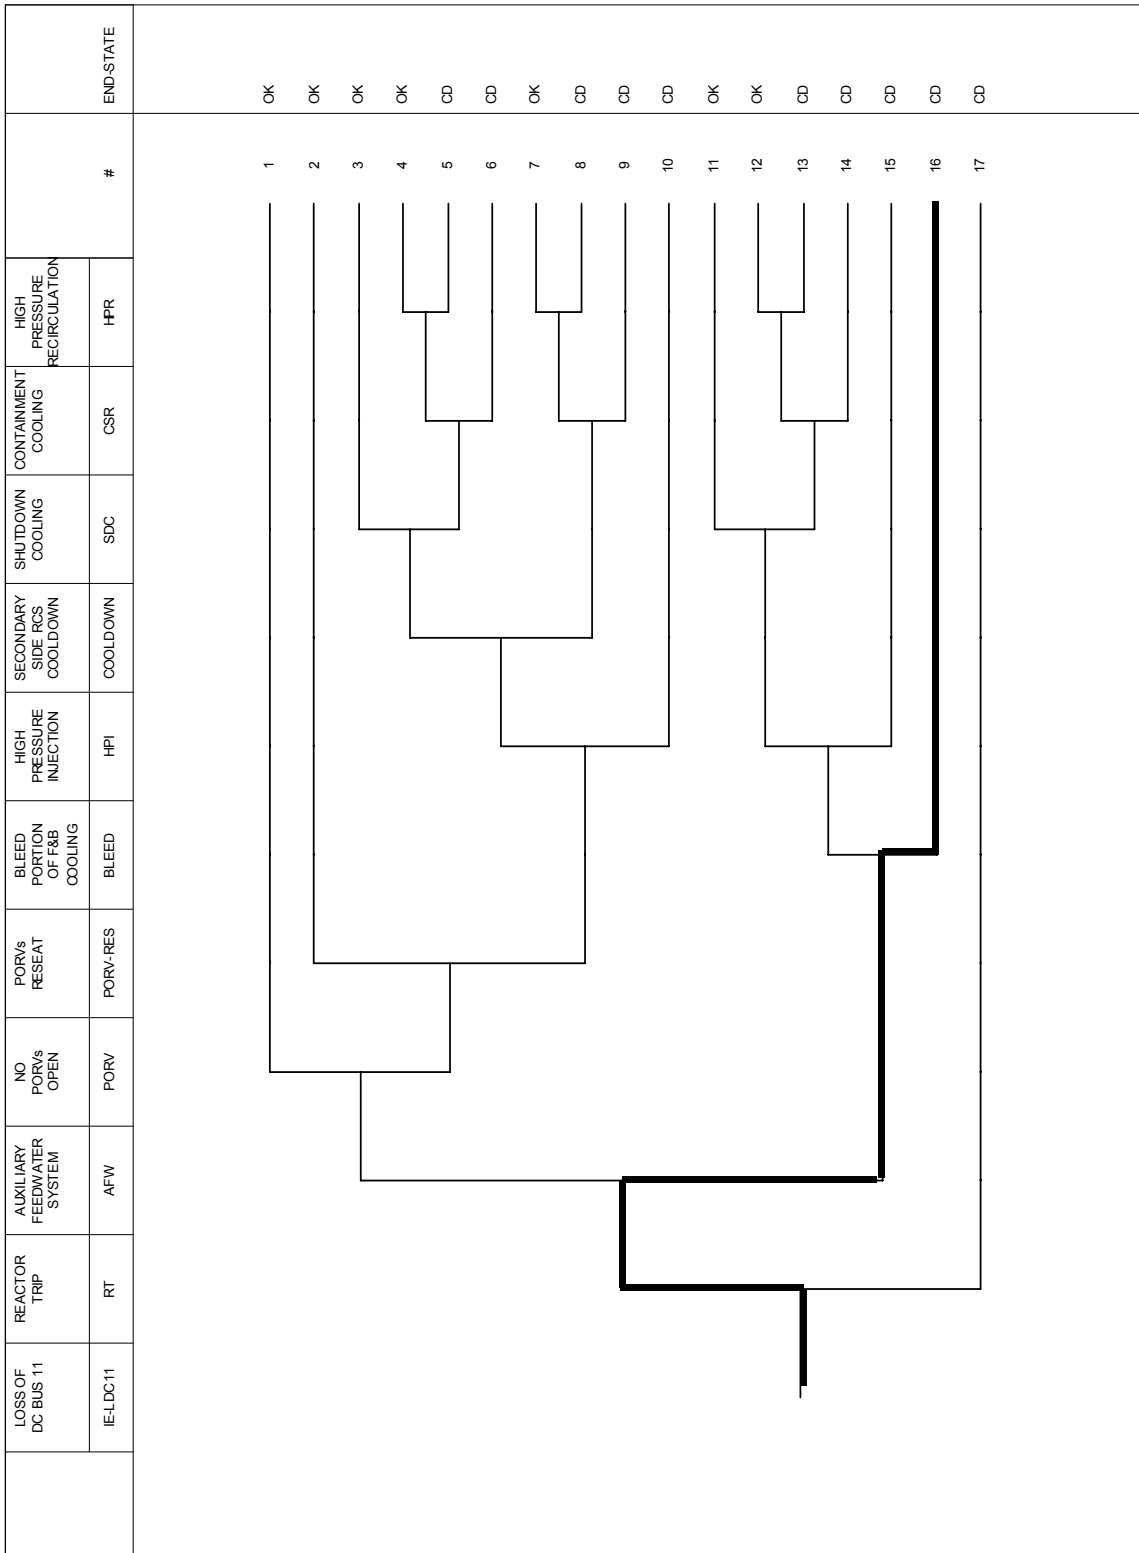 LOSS OF
DC BUS 11
REACTOR
TRIP
AUXILIARY
FEEDWATER
SYSTEM
NO
PORVs
OPEN
PORVs
RESEAT
BLEED
PORTION
OF F&B
COOLING
HIGH
PRESSURE
INJECTION
SECONDARY
SIDE RCS
COOLDOWN
SHUTDOWN
COOLING
CONTAINMENT
COOLING
HIGH
PRESSURE
RECIRCULATION
IE-LDC11
RT
AFW
PORV
PORV-RES
BLEED
HPI
COOLDOWN
SDC
CSR
HPR
#
END-STATE
1 OK
2 OK
3 OK
4 OK
5 CD
6 CD
7 OK
8 CD
9 CD
10 CD
11 OK
12 OK
13 CD
14 CD
15 CD
16 CD
17 CD